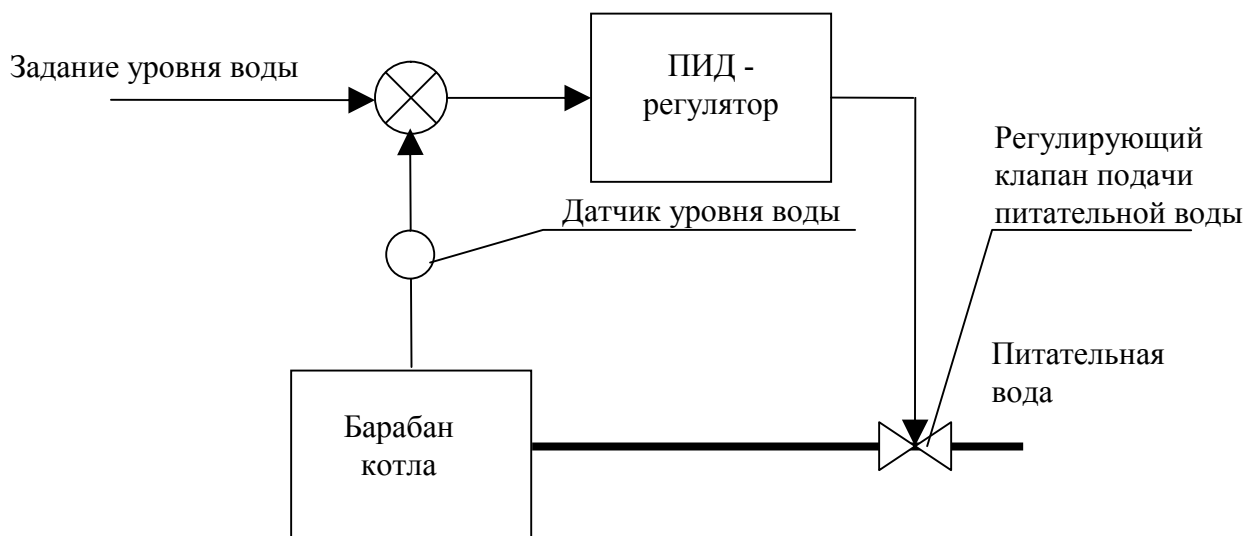 Задание уровня воды
ПИД -
регулятор
Регулирующий
клапан подачи
питательной воды
Датчик уровня воды
Питательная
вода
Барабан
котла